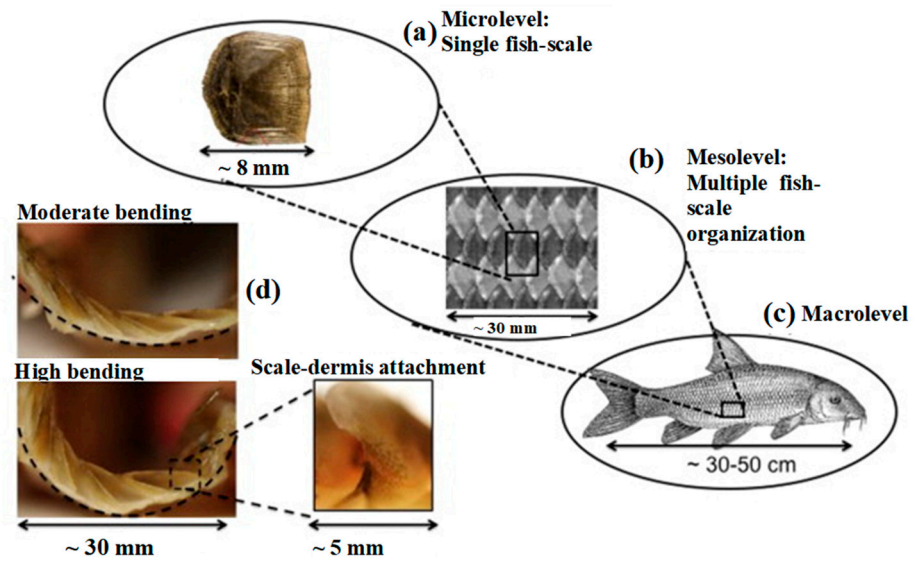 (a) Microlevel:
Single fish-scale
~ 8 mm
(b) Mesolevel:
Multiple fish-
scale
organization
~ 30 mm
(c) Macrolevel
~ 30-50 cm
Moderate bending
(d)
High bending
Scale-dermis attachment
~ 30 mm
~ 5 mm